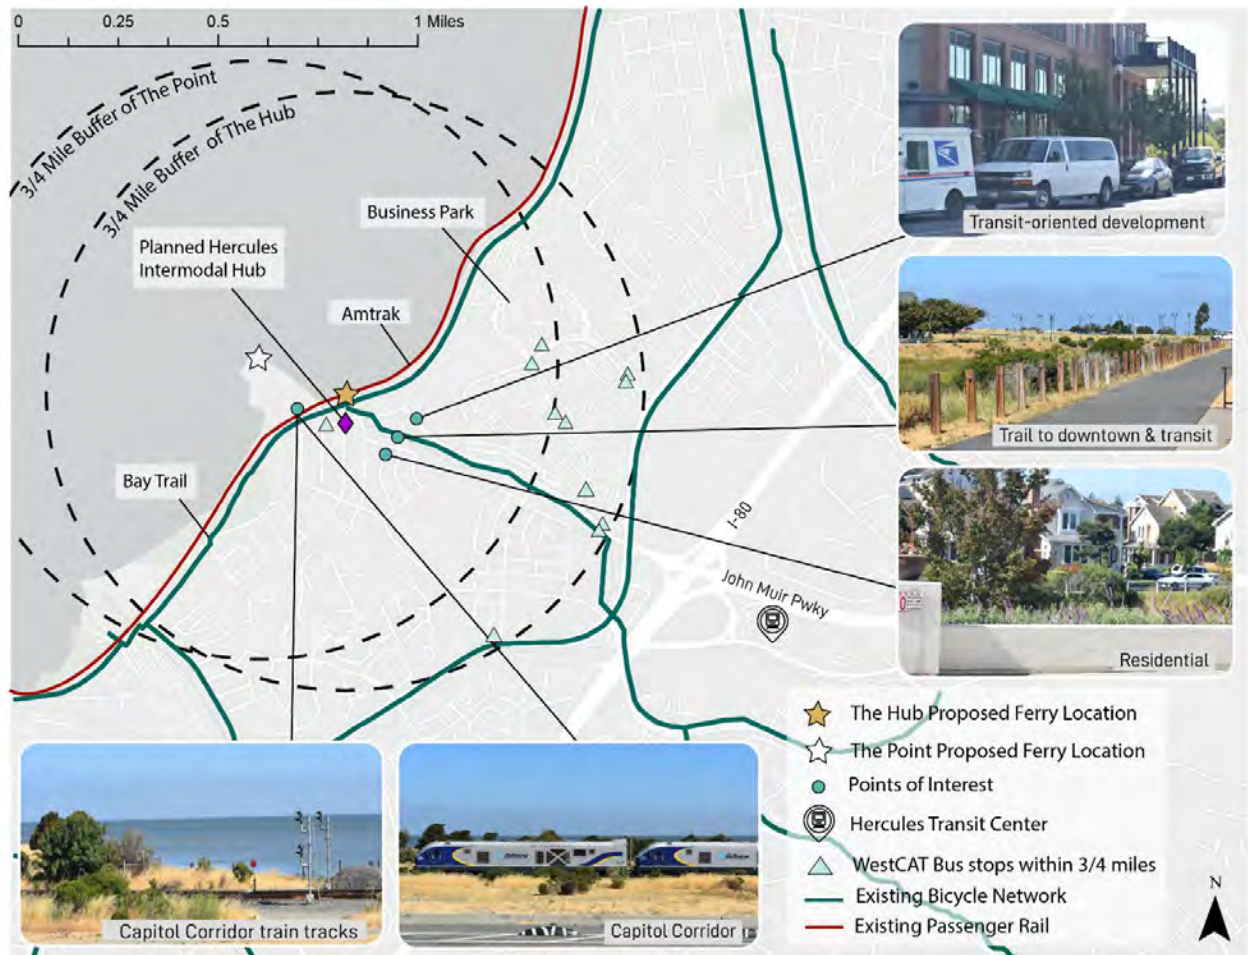 0 0.25 0.5 1 Miles
3/4 Mile Buffer of The Point
3/4 Mile Buffer of The Hub
Business Park
Planned Hercules
Intermodal Hub
Amtrak
Bay Trail
I-80
John Muir Pwky
Transit-oriented development
Trail to downtown & transit
Residential
Capitol Corridor train tracks
Capitol Corridor
The Hub Proposed Ferry Location
The Point Proposed Ferry Location
Points of Interest
Hercules Transit Center
WestCAT Bus stops within 3/4 miles
Existing Bicycle Network
Existing Passenger Rail
N